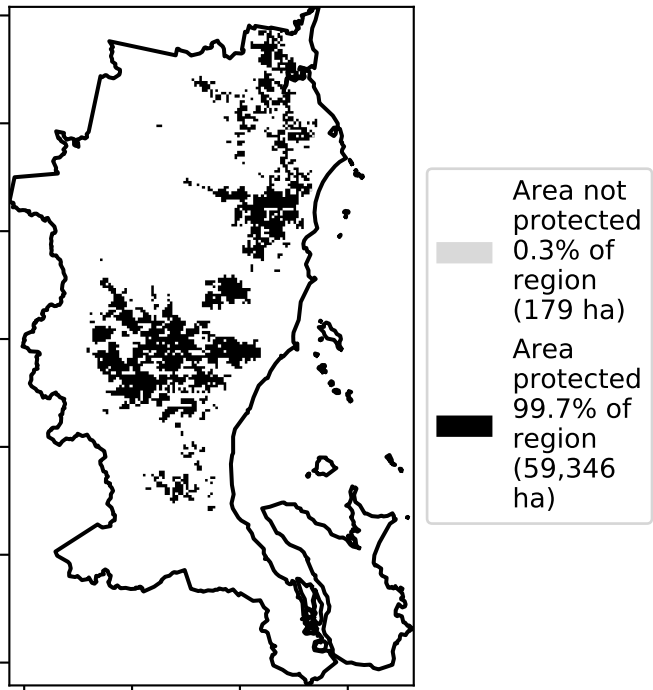 Area not
protected
0.3% of
region
(179 ha)
Area
protected
99.7% of
region
(59,346
ha)